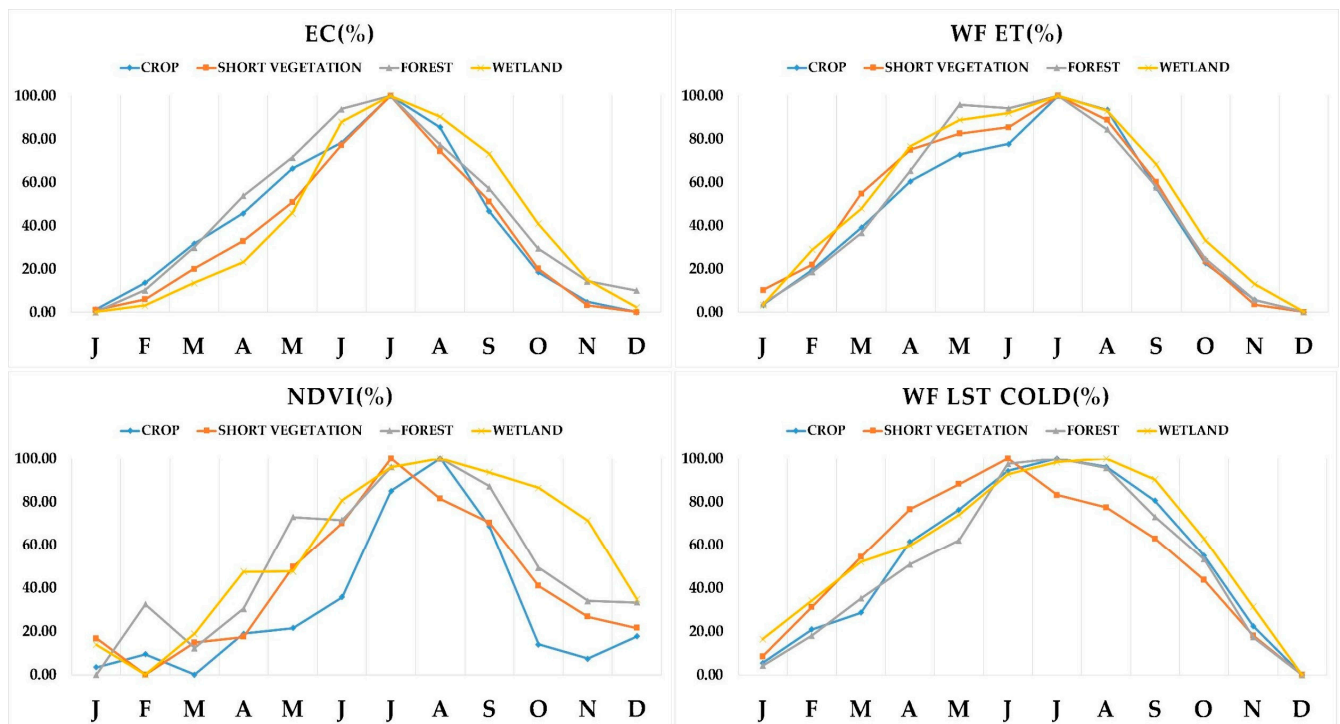 EC(%)
CROP SHORT VEGETATION FOREST WETLAND
100.00
80.00
60.00
40.00
20.00
0.00
J F M A M J J A S O N D
WF ET(%)
CROP SHORT VEGETATION FOREST WETLAND
100.00
80.00
60.00
40.00
20.00
0.00
J F M A M J J A S O N D
NDVI(%)
CROP SHORT VEGETATION FOREST WETLAND
100.00
80.00
60.00
40.00
20.00
0.00
J F M A M J J A S O N D
WF LST COLD(%)
CROP SHORT VEGETATION FOREST WETLAND
100.00
80.00
60.00
40.00
20.00
0.00
J F M A M J J A S O N D